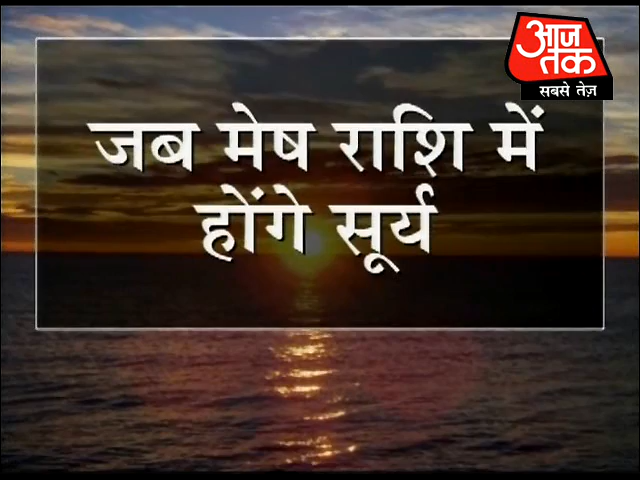 आज
तक
सबसे तेज़
जब मेष राशि में
होंगे सूर्य